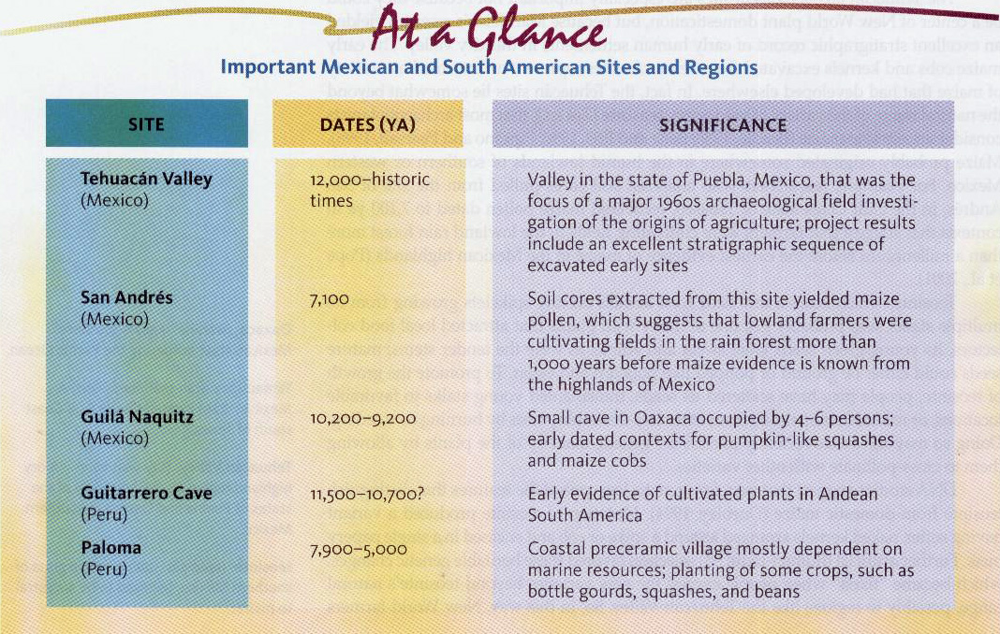 At a Glance
Important Mexican and South American Sites and Regions
SITE DATES (YA) SIGNIFICANCE
Tehuacán Valley
(Mexico)
12,000–historic
times
Valley in the state of Puebla, Mexico, that was the
focus of a major 1960s archaeological field investi-
gation of the origins of agriculture; project results
include an excellent stratigraphic sequence of
excavated early sites
San Andrés
(Mexico)
7,100
Soil cores extracted from this site yielded maize
pollen, which suggests that lowland farmers were
cultivating fields in the rain forest more than
1,000 years before maize evidence is known from
the highlands of Mexico
Guilá Naquitz
(Mexico)
10,200–9,200
Small cave in Oaxaca occupied by 4–6 persons;
early dated contexts for pumpkin-like squashes
and maize cobs
Guitarrero Cave
(Peru)
11,500–10,700?
Early evidence of cultivated plants in Andean
South America
Paloma
(Peru)
7,900–5,000
Coastal preceramic village mostly dependent on
marine resources; planting of some crops, such as
bottle gourds, squashes, and beans